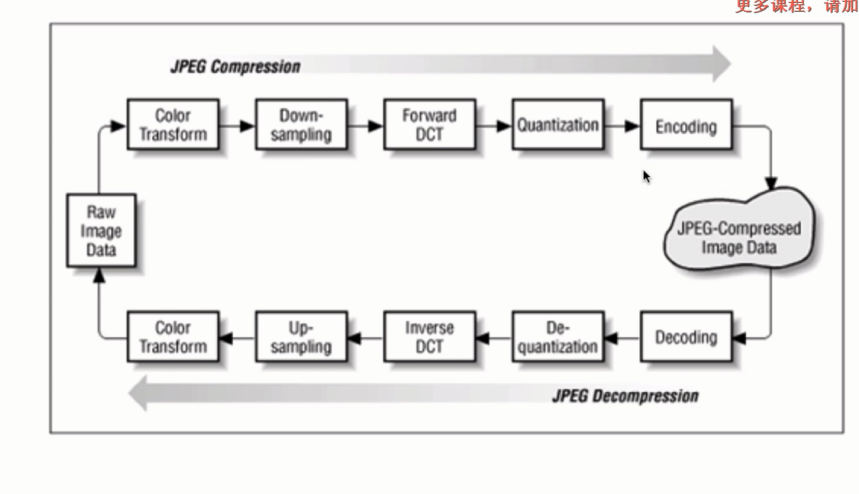 更多课程，请加
JPEG Compression
Color
Transform
Down-
sampling
Forward
DCT
Quantization
Encoding
Raw
Image
Data
JPEG-Compressed
Image Data
Color
Transform
Up-
sampling
Inverse
DCT
De-
quantization
Decoding
JPEG Decompression